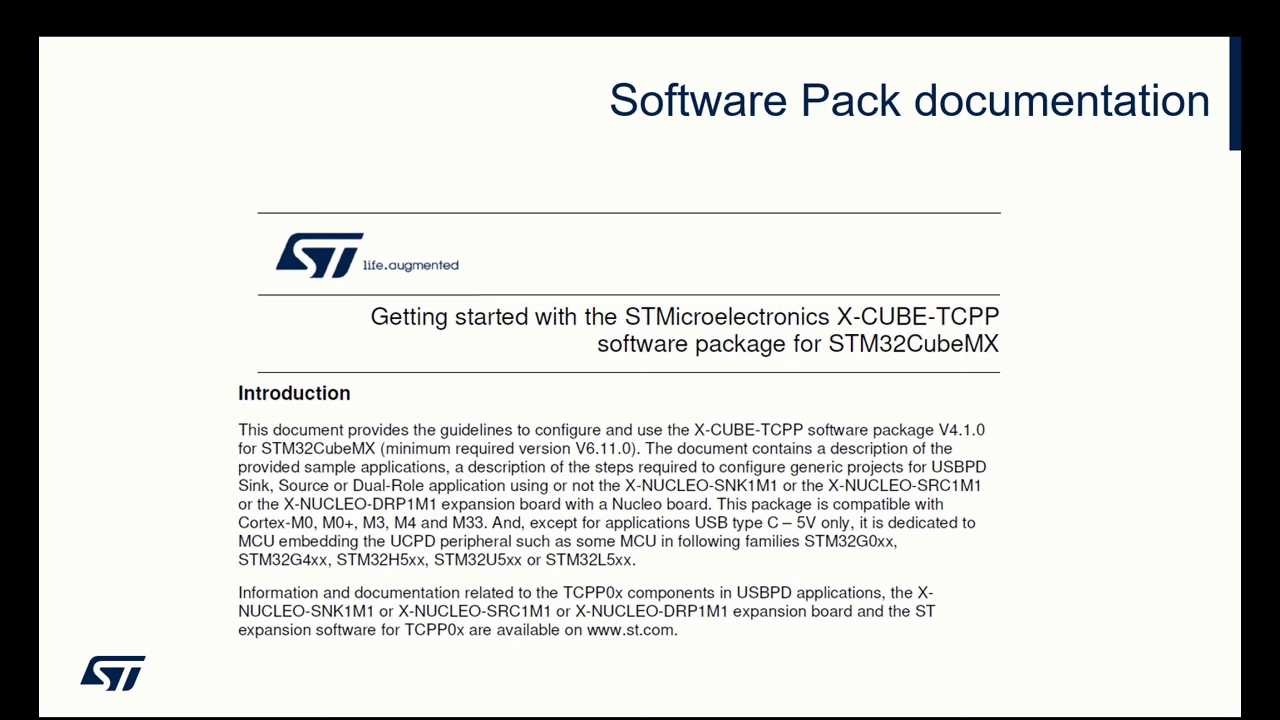 Software Pack documentation
ST
life.augmented
Getting started with the STMicroelectronics X-CUBE-TCPP
software package for STM32CubeMX
Introduction
This document provides the guidelines to configure and use the X-CUBE-TCPP software package V4.1.0
for STM32CubeMX (minimum required version V6.11.0). The document contains a description of the
provided sample applications, a description of the steps required to configure generic projects for USBPD
Sink, Source or Dual-Role application using or not the X-NUCLEO-SNK1M1 or the X-NUCLEO-SRC1M1
or the X-NUCLEO-DRP1M1 expansion board with a Nucleo board. This package is compatible with
Cortex-M0, M0+, M3, M4 and M33. And, except for applications USB type C – 5V only, it is dedicated to
MCU embedding the UCPD peripheral such as some MCU in following families STM32G0xx,
STM32G4xx, STM32H5xx, STM32U5xx or STM32L5xx.
Information and documentation related to the TCPP0x components in USBPD applications, the X-
NUCLEO-SNK1M1 or X-NUCLEO-SRC1M1 or X-NUCLEO-DRP1M1 expansion board and the ST
expansion software for TCPP0x are available on www.st.com.
ST